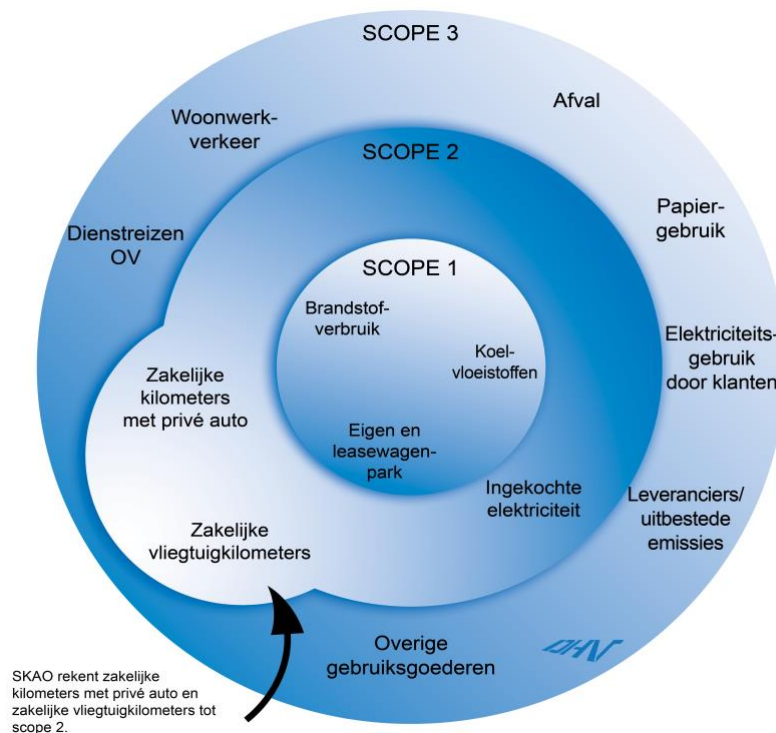 SCOPE 3
Afval
Woonwerk-
verkeer
SCOPE 2
Papier-
gebruik
Dienstreizen
OV
SCOPE 1
Brandstof-
verbruik
Koel-
vloeistoffen
Elektriciteits-
gebruik
door klanten
Zakelijke
kilometers
met privé auto
Eigen en
leasewagen-
park
Ingekochte
elektriciteit
Leveranciers/
uitbestede
emissies
Zakelijke
vliegtuigkilometers
Overige
gebruiksgoederen
DHV
SKAO rekent zakelijke
kilometers met privé auto en
zakelijke vliegtuigkilometers tot
scope 2.